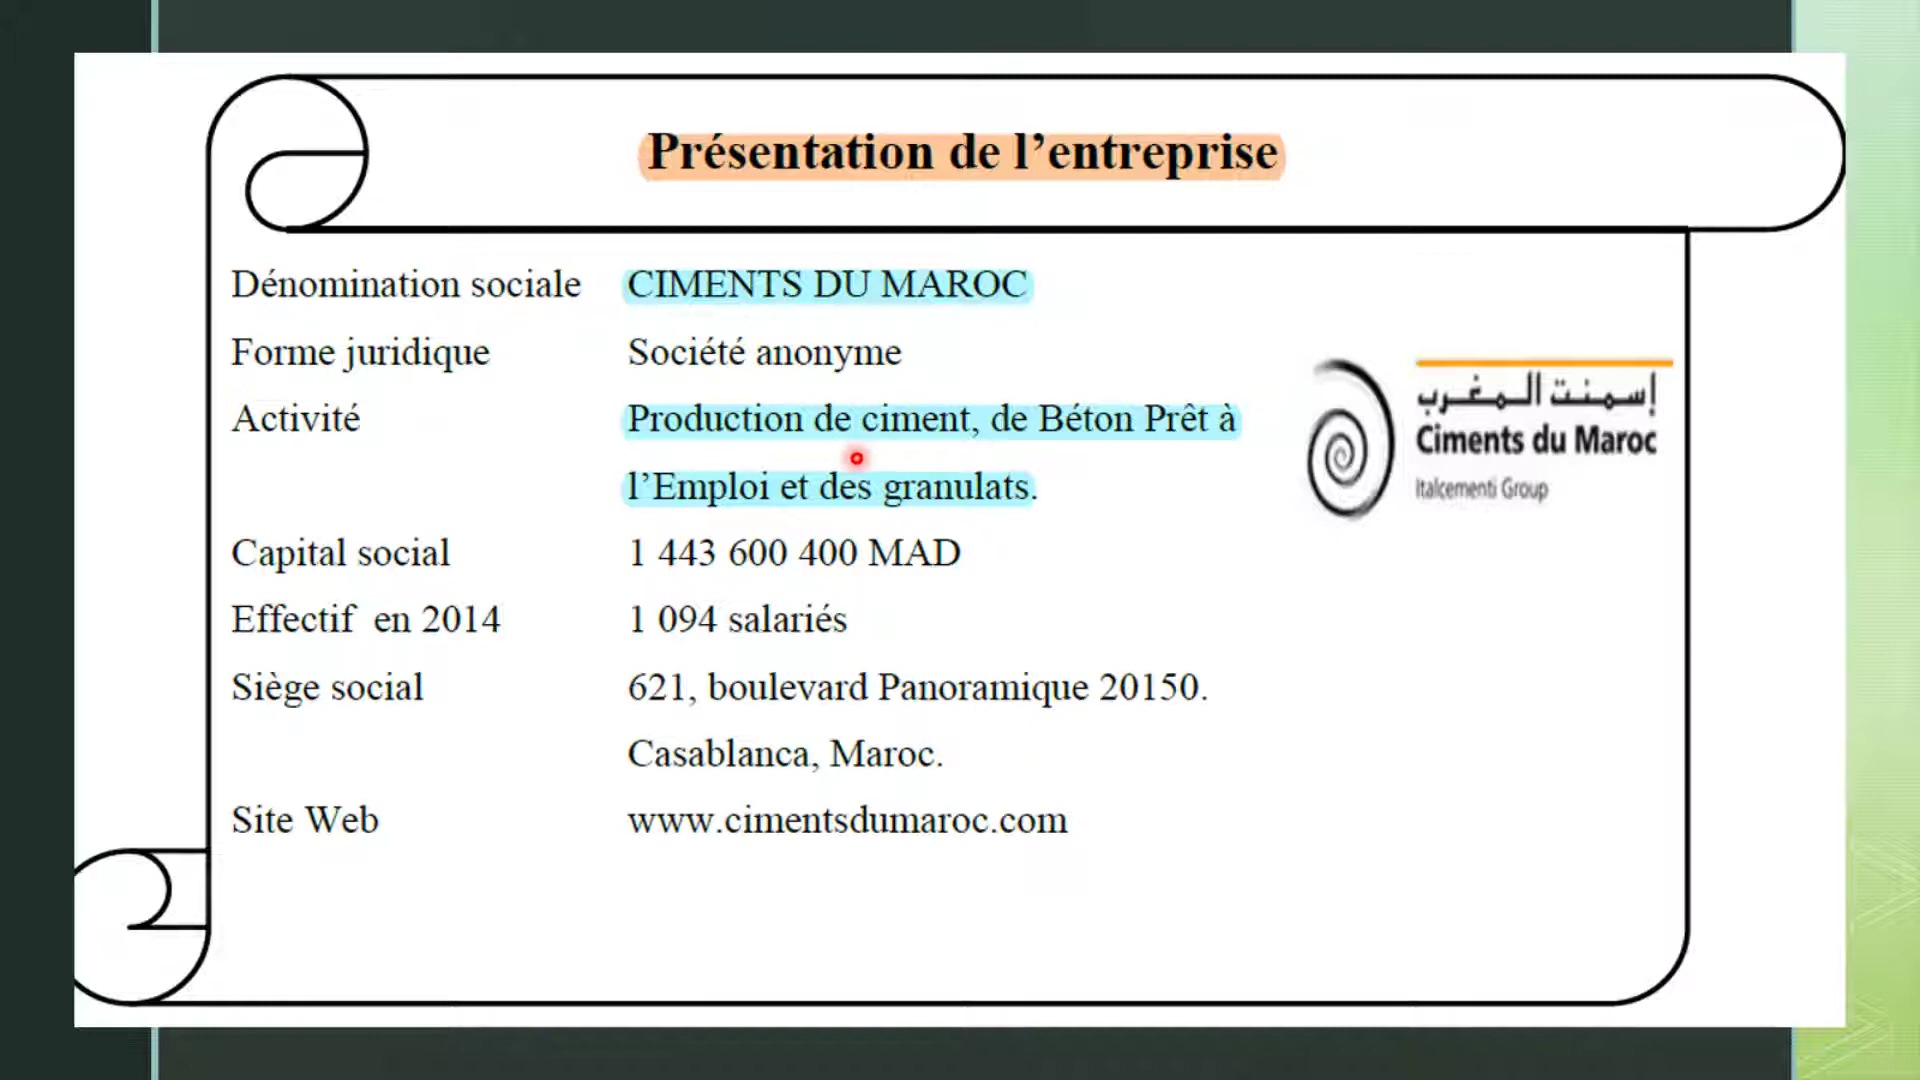 Présentation de l’entreprise
Dénomination sociale CIMENTS DU MAROC
Forme juridique Société anonyme
Activité Production de ciment, de Béton Prêt à
l’Emploi et des granulats.
Capital social 1 443 600 400 MAD
Effectif en 2014 1 094 salariés
Siège social 621, boulevard Panoramique 20150.
Casablanca, Maroc.
Site Web www.cimentsdumaroc.com
إسمنت المغرب
Ciments du Maroc
Italcementi Group